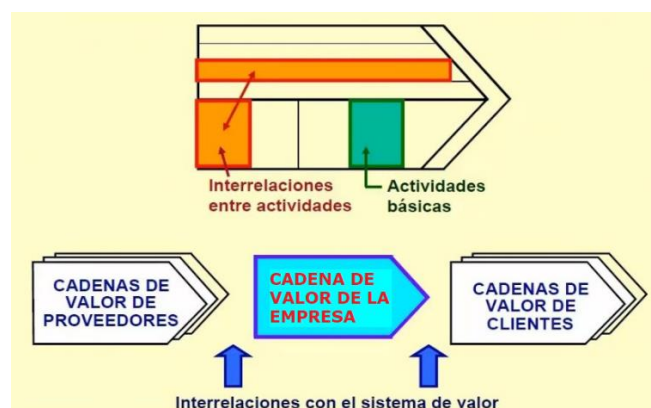 Interrelaciones
entre actividades
Actividades
básicas
CADENAS DE
VALOR DE
PROVEEDORES
CADENA DE
VALOR DE LA
EMPRESA
CADENAS DE
VALOR DE
CLIENTES
Interrelaciones con el sistema de valor